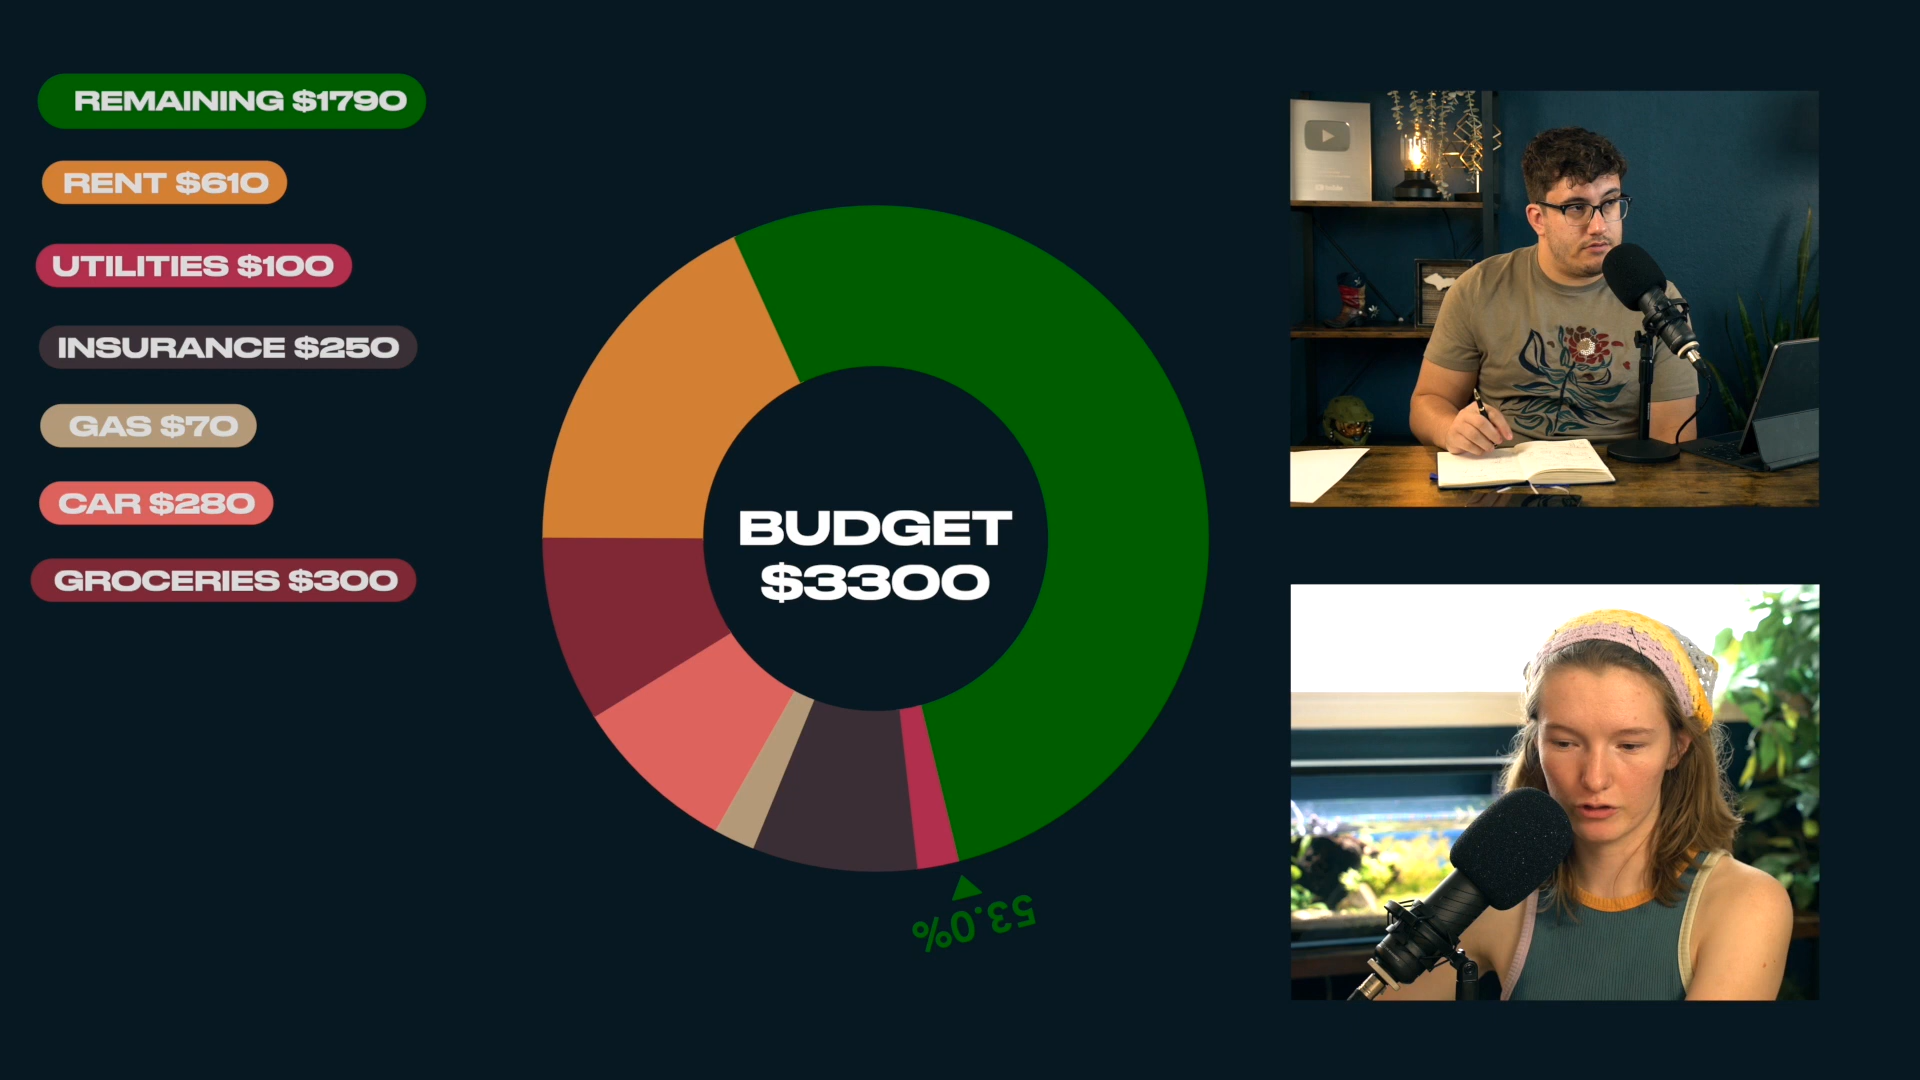 REMAINING $1790
RENT $610
UTILITIES $100
INSURANCE $250
GAS $70
CAR $280
GROCERIES $300
BUDGET
$3300
53.0%